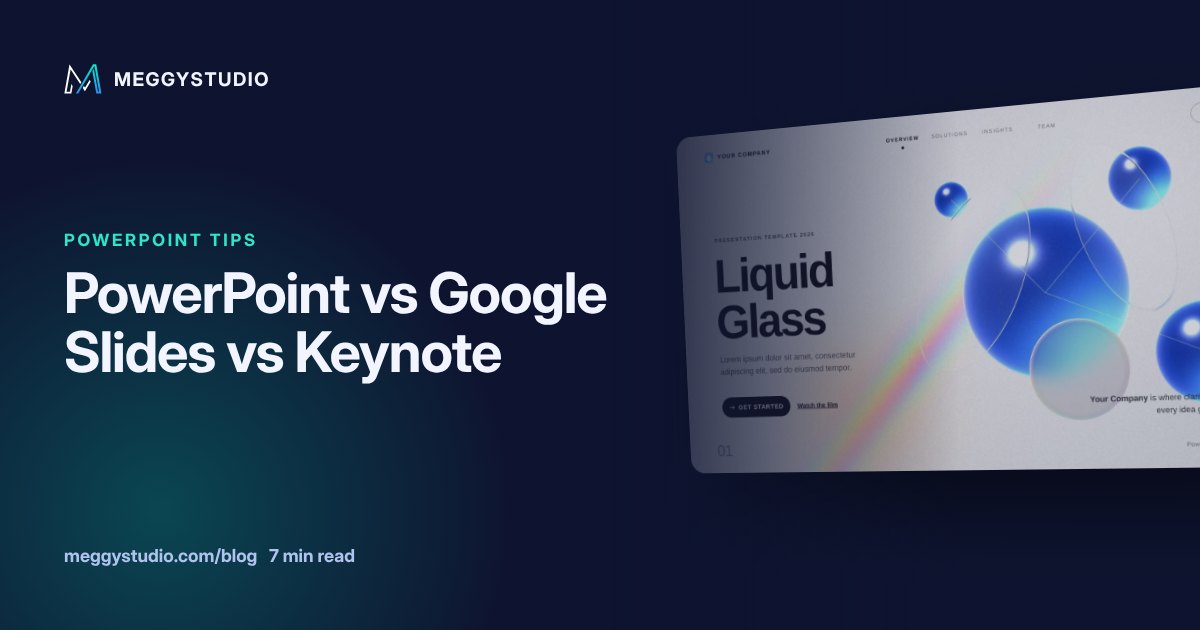 MEGGYSTUDIO
POWERPOINT TIPS
PowerPoint vs Google
Slides vs Keynote
meggystudio.com/blog 7 min read
YOUR COMPANY
OVERVIEW SOLUTIONS INSIGHTS TEAM
PRESENTATION TEMPLATE 2026
Liquid
Glass
Lorem ipsum dolor sit amet, consectetur
adipiscing elit, sed do eiusmod tempor.
→ GET STARTED Watch the film
Your Company is where
every idea
01